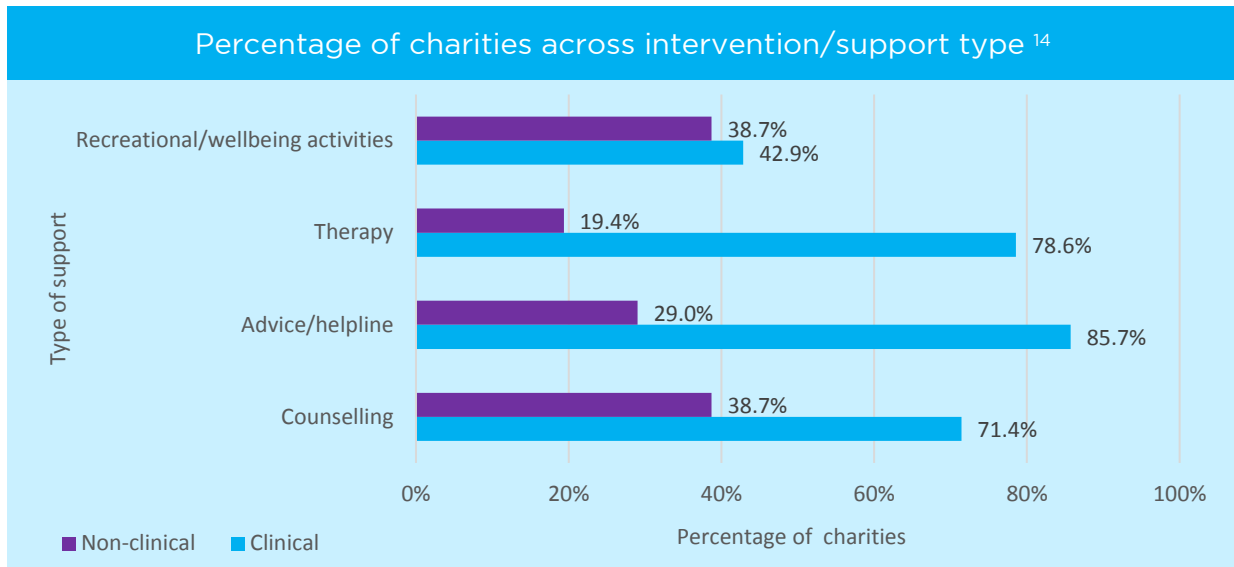 Percentage of charities across intervention/support type 14
Recreational/wellbeing activities
38.7%
42.9%
Therapy
19.4%
78.6%
Type of support
Advice/helpline
29.0%
85.7%
Counselling
38.7%
71.4%
0% 20% 40% 60% 80% 100%
Percentage of charities
Non-clinical Clinical